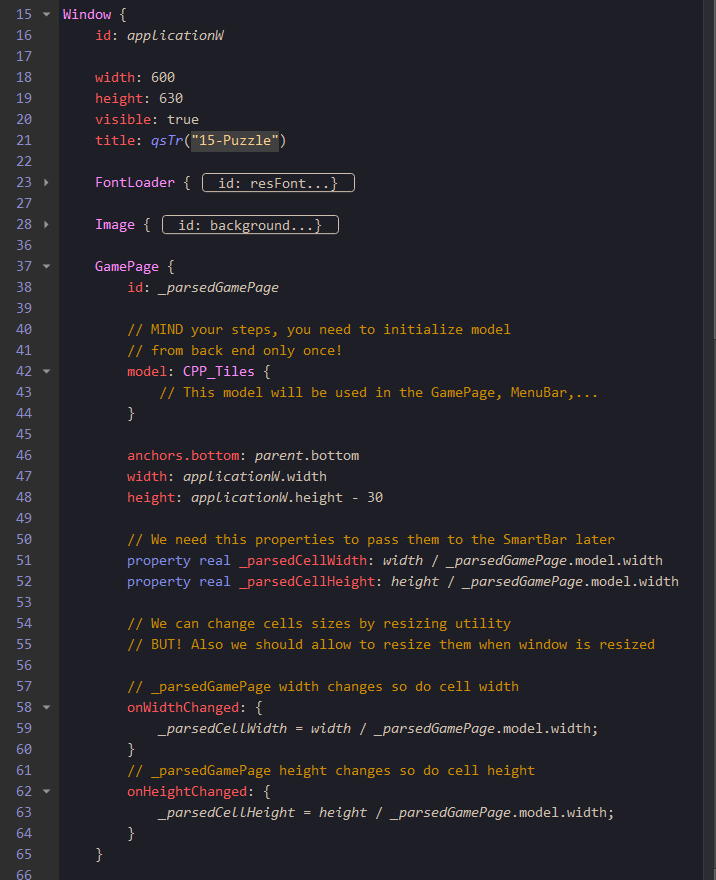 15 Window {
16 id: applicationW
17
18 width: 600
19 height: 630
20 visible: true
21 title: qsTr("15-Puzzle")
22
23 FontLoader { id: resFont...}
27
28 Image { id: background...}
36
37 GamePage {
38 id: _parsedGamePage
39
40 // MIND your steps, you need to initialize model
41 // from back end only once!
42 model: CPP_Tiles {
43 // This model will be used in the GamePage, MenuBar,...
44 }
45
46 anchors.bottom: parent.bottom
47 width: applicationW.width
48 height: applicationW.height - 30
49
50 // We need this properties to pass them to the SmartBar later
51 property real _parsedCellWidth: width / _parsedGamePage.model.width
52 property real _parsedCellHeight: height / _parsedGamePage.model.width
53
54 // We can change cells sizes by resizing utility
55 // BUT! Also we should allow to resize them when window is resized
56
57 // _parsedGamePage width changes so do cell width
58 onWidthChanged: {
59 _parsedCellWidth = width / _parsedGamePage.model.width;
60 }
61 // _parsedGamePage height changes so do cell height
62 onHeightChanged: {
63 _parsedCellHeight = height / _parsedGamePage.model.width;
64 }
65 }
66